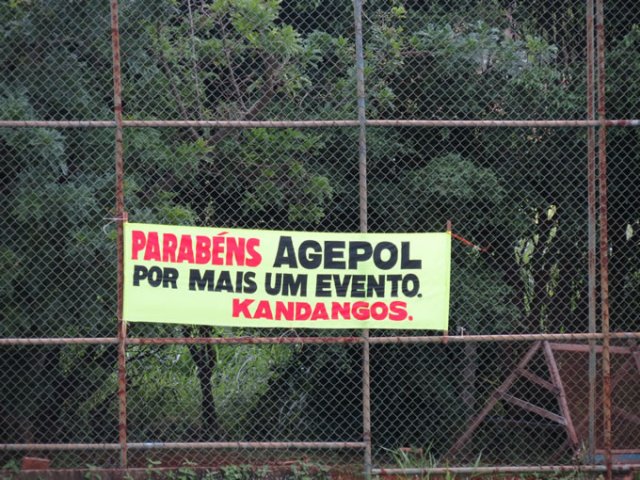 PARABÉNS AGEPOL
POR MAIS UM EVENTO.
KANDANGOS.